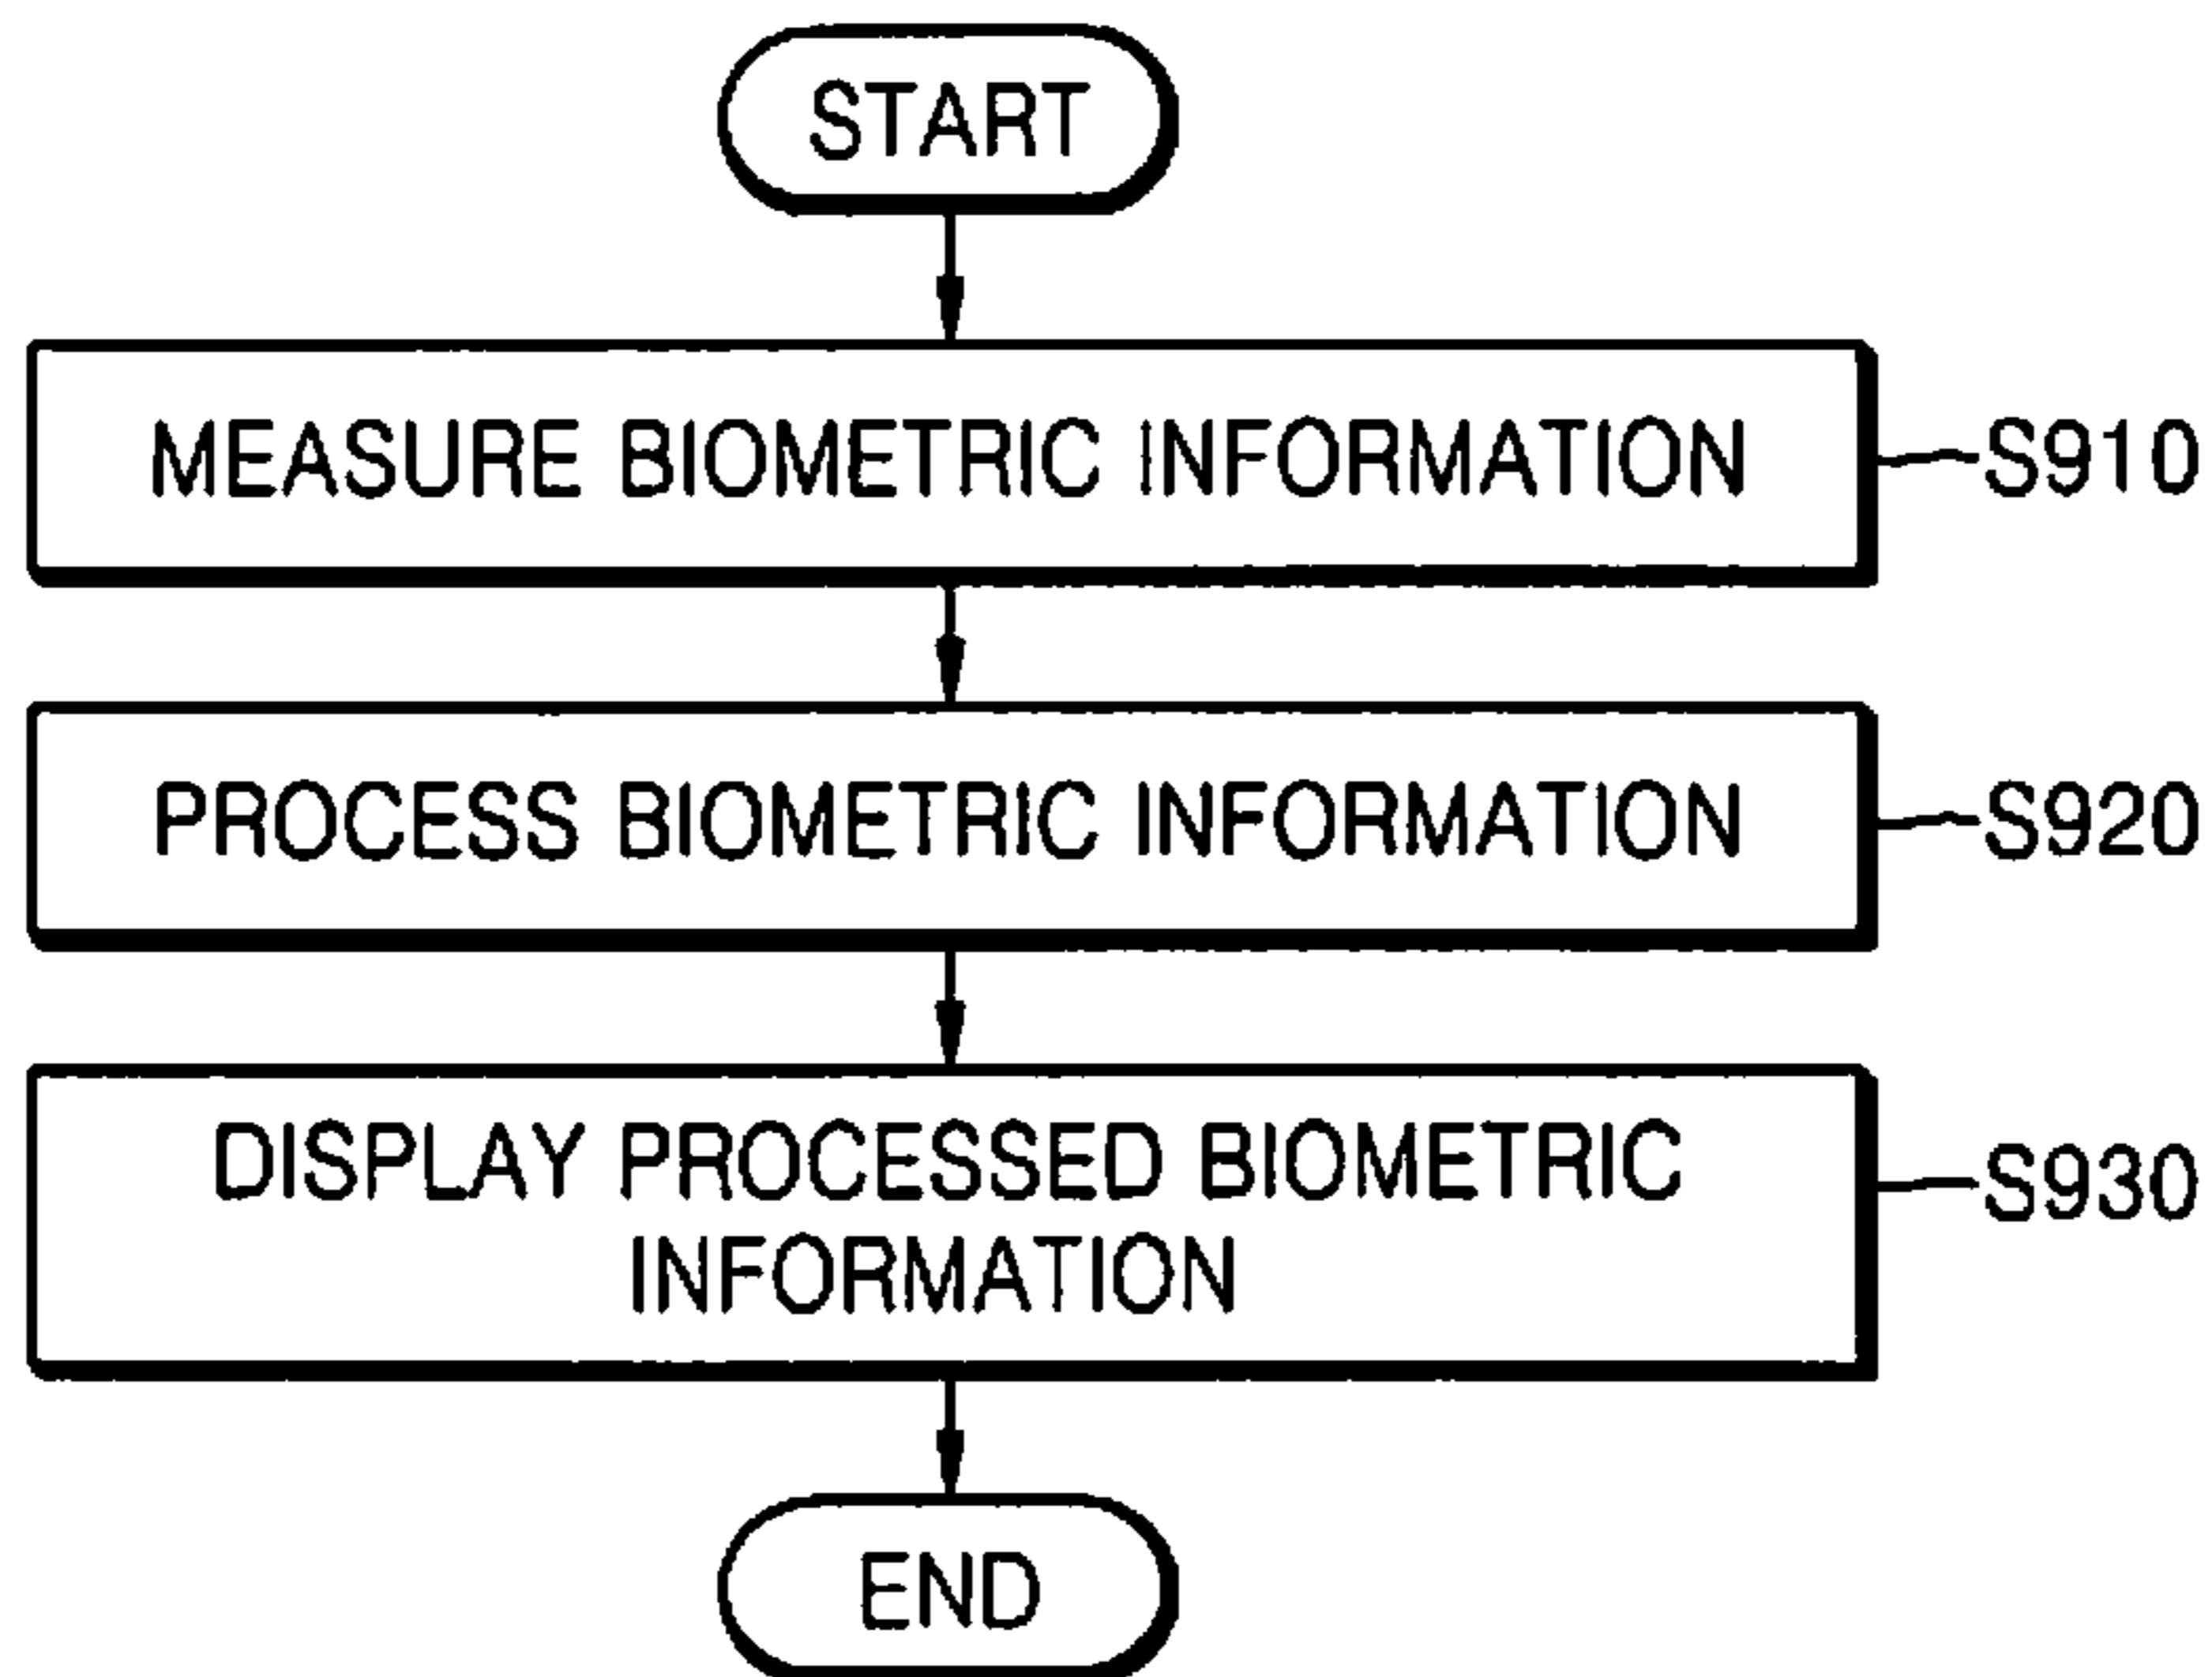 START
MEASURE BIOMETRIC INFORMATION
S910
PROCESS BIOMETRIC INFORMATION
S920
DISPLAY PROCESSED BIOMETRIC
INFORMATION
S930
END